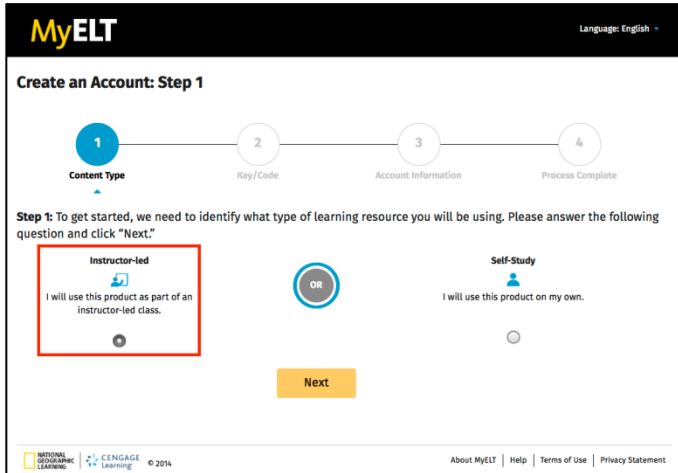 MyELT
Language: English
Create an Account: Step 1
1
2
3
4
Content Type
Key/Code
Account Information
Process Complete
Step 1: To get started, we need to identify what type of learning resource you will be using. Please answer the following
question and click “Next.”
Instructor-led
I will use this product as part of an
instructor-led class.
OR
Self-Study
I will use this product on my own.
Next
NATIONAL
GEOGRAPHIC
LEARNING
CENGAGE
Learning
© 2014
About MyELT | Help | Terms of Use | Privacy Statement